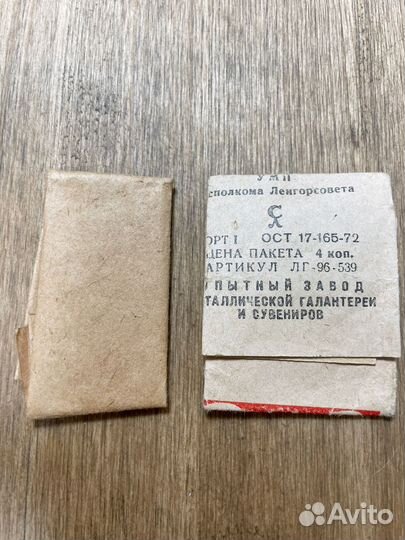 УМП
сполкома Ленгорсовета
ОРТ I ОСТ 17-165-72
ЦЕНА ПАКЕТА 4 коп.
АРТИКУЛ ЛГ-96-539
ПЫТНЫЙ ЗАВОД
ТАЛЛИЧЕСКОЙ ГАЛАНТЕРЕИ
И СУВЕНИРОВ
Avito